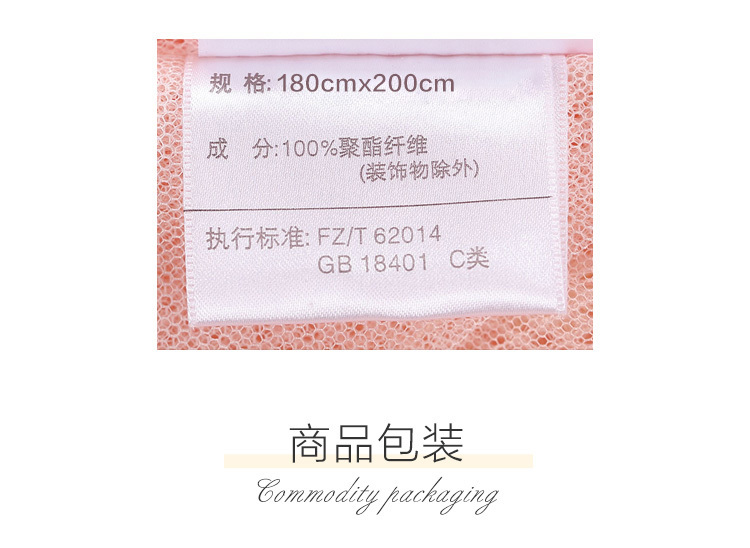 规 格: 180cmx200cm
成 分: 100%聚酯纤维
(装饰物除外)
执行标准: FZ/T 62014
GB 18401 C类
商品包装
Commodity packaging